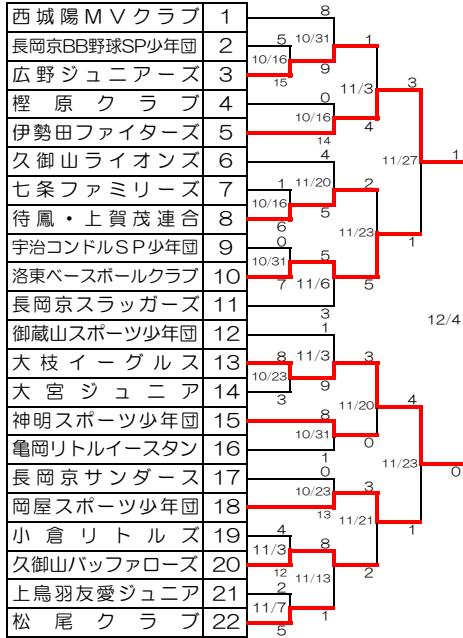 西城陽ＭＶクラブ 1
長岡京BB野球SP少年団 2
広野ジュニアーズ 3
樫原クラブ 4
伊勢田ファイターズ 5
久御山ライオンズ 6
七条ファミリーズ 7
待鳳・上賀茂連合 8
宇治コンドルＳＰ少年団 9
洛東ベースボールクラブ 10
長岡京スラッガーズ 11
御蔵山スポーツ少年団 12
大枝イーグルス 13
大宮ジュニア 14
神明スポーツ少年団 15
亀岡リトルイースタン 16
長岡京サンダース 17
岡屋スポーツ少年団 18
小倉リトルズ 19
久御山バッファローズ 20
上鳥羽友愛ジュニア 21
松尾クラブ 22
8
10/31
9
5
10/16
15
1
11/3
4
0
10/16
14
3
11/27
1
4
11/20
5
1
10/16
6
2
11/23
5
0
10/31
7
5
11/6
3
1
12/4
0
1
11/3
9
8
10/23
3
3
11/20
0
8
10/31
1
4
11/23
1
0
10/23
13
3
11/21
2
4
11/3
12
8
11/13
1
2
11/7
5